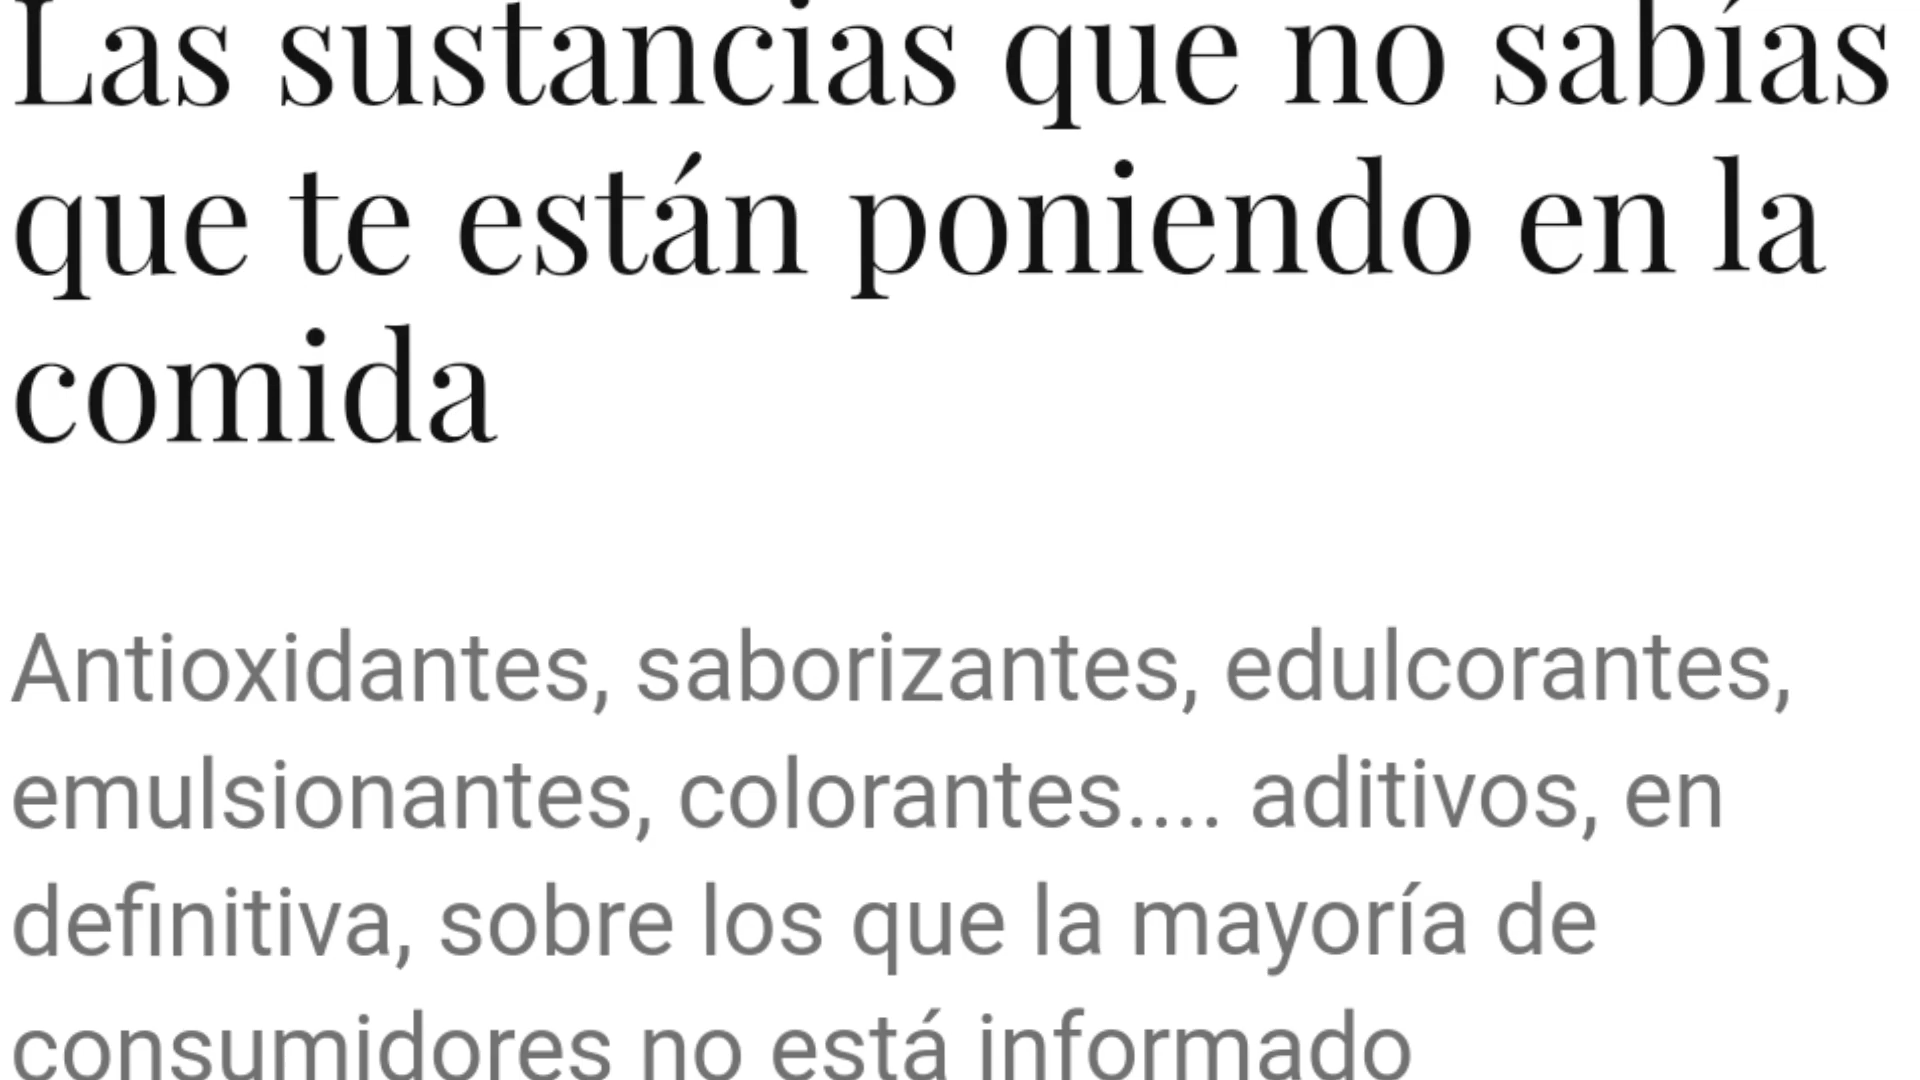 Las sustancias que no sabías
que te están poniendo en la
comida
Antioxidantes, saborizantes, edulcorantes,
emulsionantes, colorantes.... aditivos, en
definitiva, sobre los que la mayoría de
consumidores no está informado